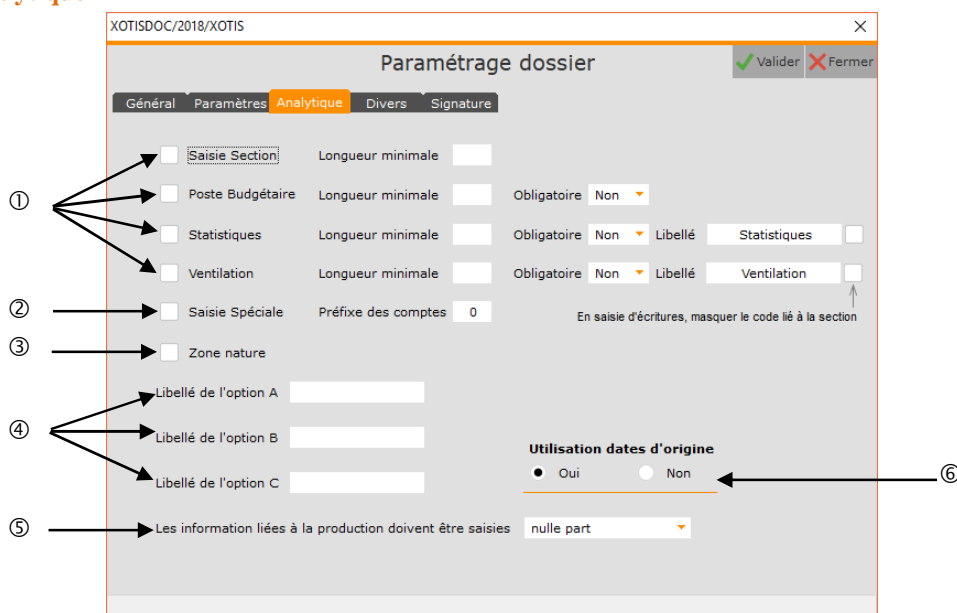 XOTISDOC/2018/XOTIS
Paramétrage dossier
Valider Fermer
Général Paramètres Analytique Divers Signature
① Saisie Section Longueur minimale
Poste Budgétaire Longueur minimale Obligatoire Non
Statistiques Longueur minimale Obligatoire Non Libellé Statistiques
Ventilation Longueur minimale Obligatoire Non Libellé Ventilation
② Saisie Spéciale Préfixe des comptes 0
En saisie d'écritures, masquer le code lié à la section
③ Zone nature
Libellé de l'option A
④ Libellé de l'option B
Libellé de l'option C
Utilisation dates d'origine
Oui Non ⑥
⑤ Les information liées à la production doivent être saisies nulle part